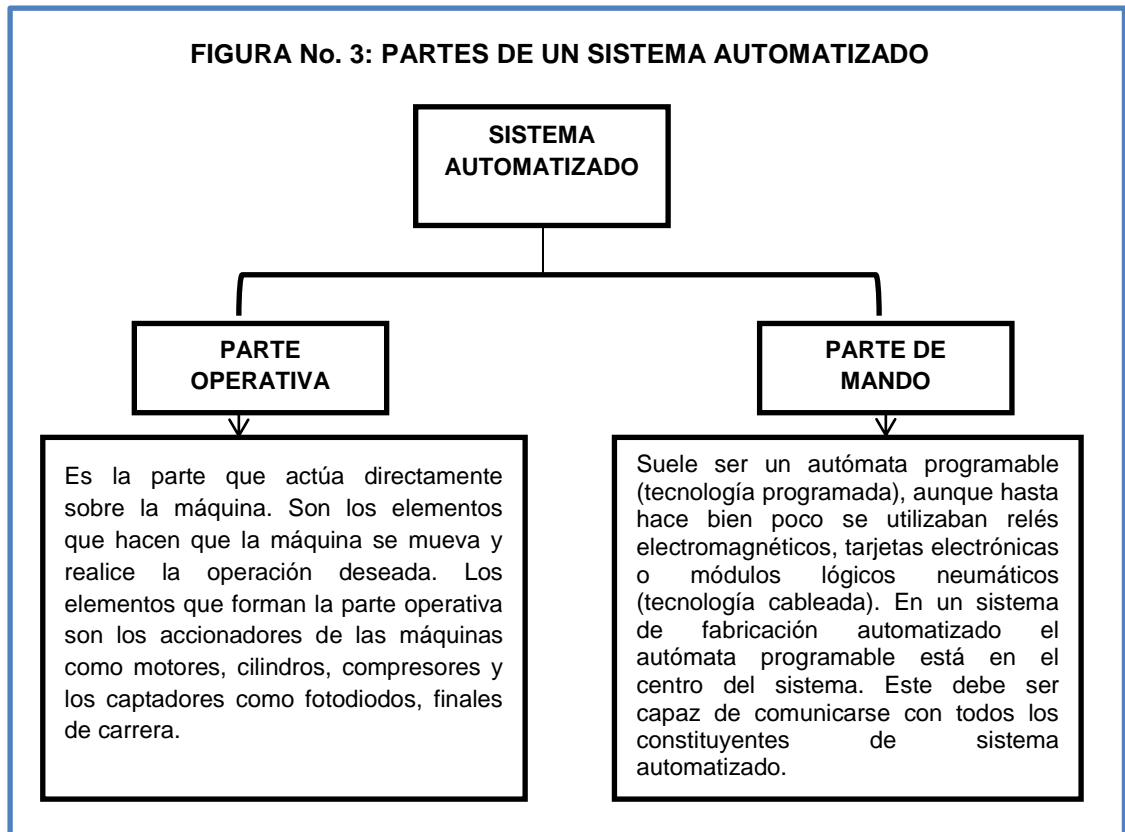 FIGURA No. 3: PARTES DE UN SISTEMA AUTOMATIZADO
SISTEMA
AUTOMATIZADO
PARTE
OPERATIVA
Es la parte que actúa directamente
sobre la máquina. Son los elementos
que hacen que la máquina se mueva y
realice la operación deseada. Los
elementos que forman la parte operativa
son los accionadores de las máquinas
como motores, cilindros, compresores y
los captadores como fotodiodos, finales
de carrera.
PARTE DE
MANDO
Suele ser un autómata programable
(tecnología programada), aunque hasta
hace bien poco se utilizaban relés
electromagnéticos, tarjetas electrónicas
o módulos lógicos neumáticos
(tecnología cableada). En un sistema
de fabricación automatizado el
autómata programable está en el
centro del sistema. Este debe ser
capaz de comunicarse con todos los
constituyentes de sistema
automatizado.